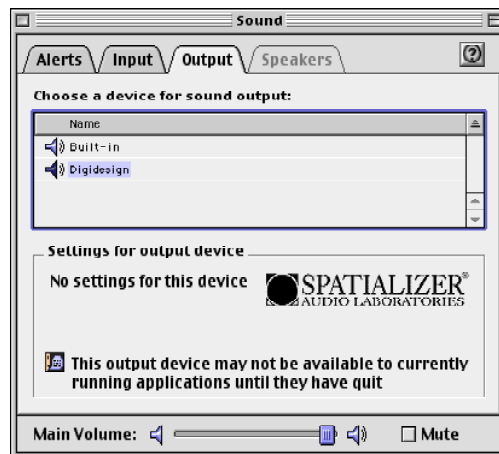 Sound
Alerts Input Output Speakers ?
Choose a device for sound output:
Name
Built-in
Digidesign
Settings for output device
No settings for this device
SPATIALIZER®
AUDIO LABORATORIES
This output device may not be available to currently
running applications until they have quit
Main Volume: Mute